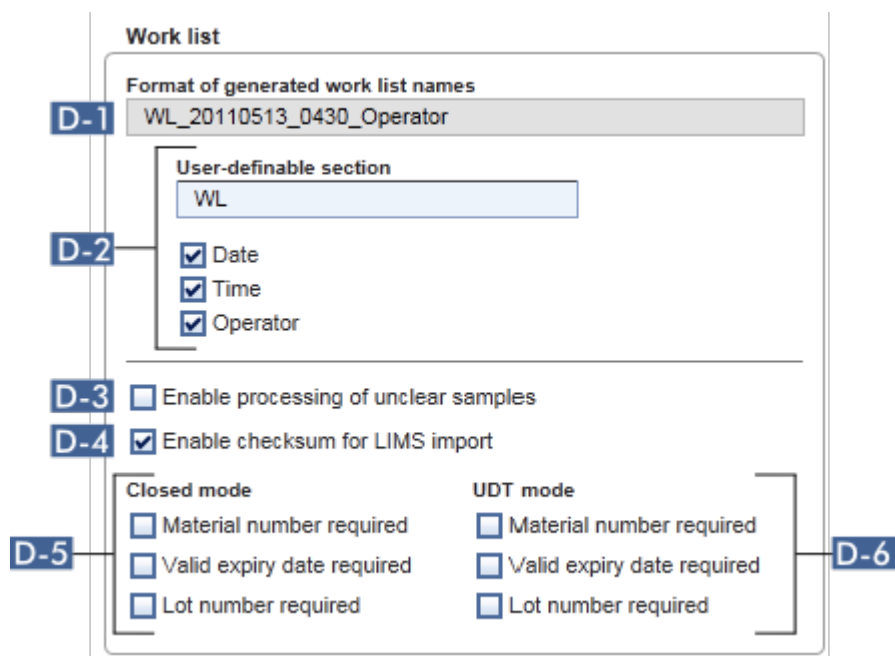 Work list
Format of generated work list names
D-1 WL_20110513_0430_Operator
User-definable section
WL
D-2
Date
Time
Operator
D-3 Enable processing of unclear samples
D-4 Enable checksum for LIMS import
Closed mode UDT mode
Material number required Material number required
D-5 Valid expiry date required Valid expiry date required D-6
Lot number required Lot number required